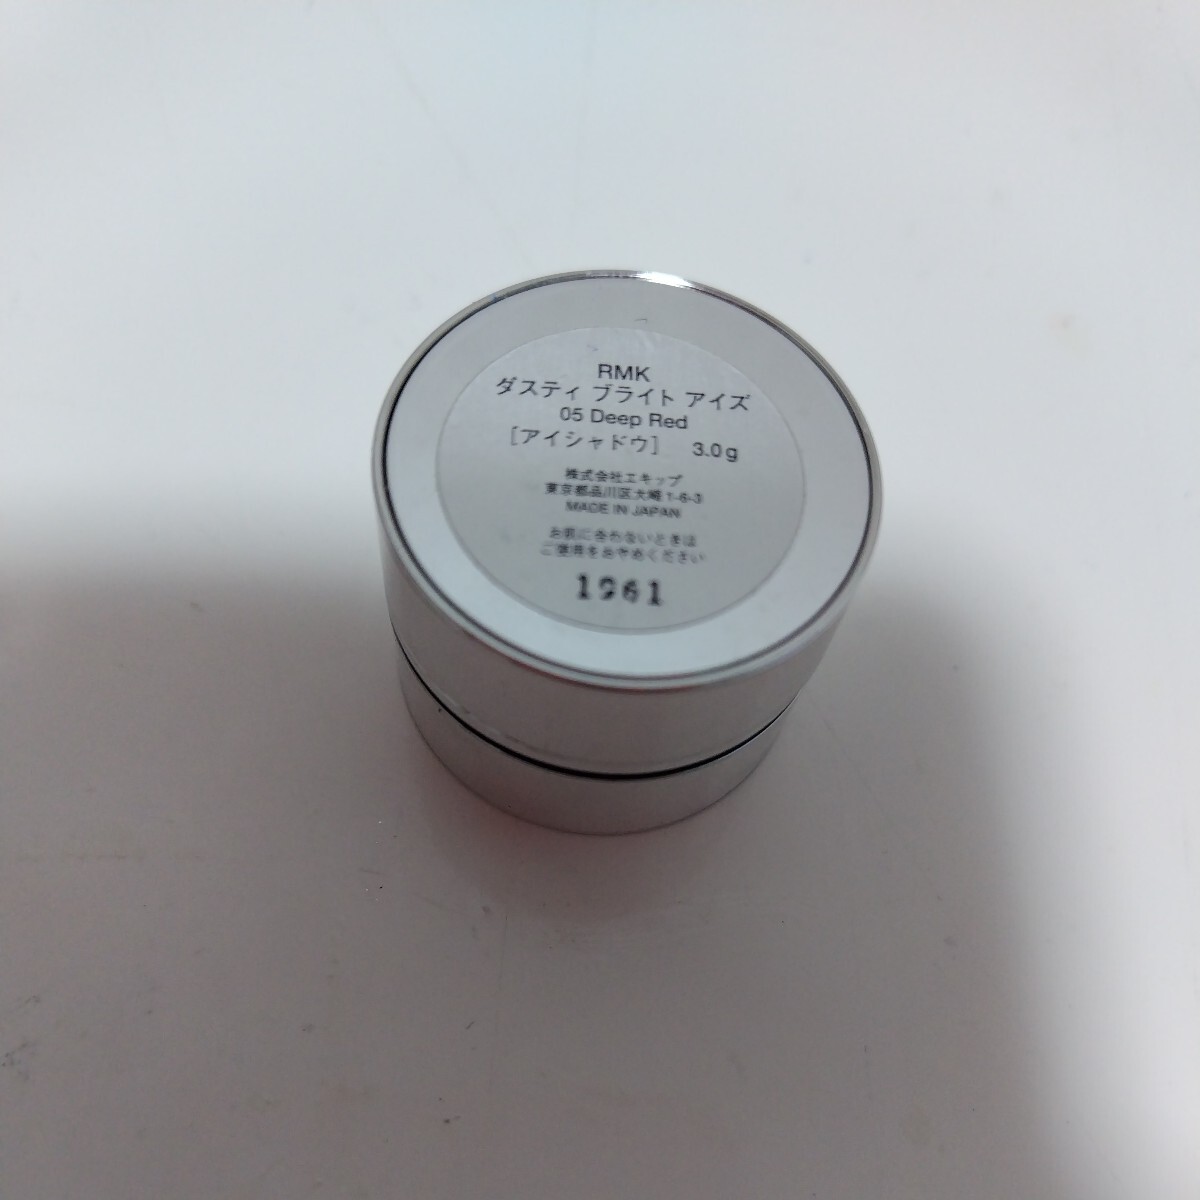 RMK
ダスティ ブライト アイズ
05 Deep Red
［アイシャドウ］ 3.0g
株式会社エキップ
東京都品川区大崎1-6-3
MADE IN JAPAN
お肌に合わないときは
ご使用をおやめください
1961